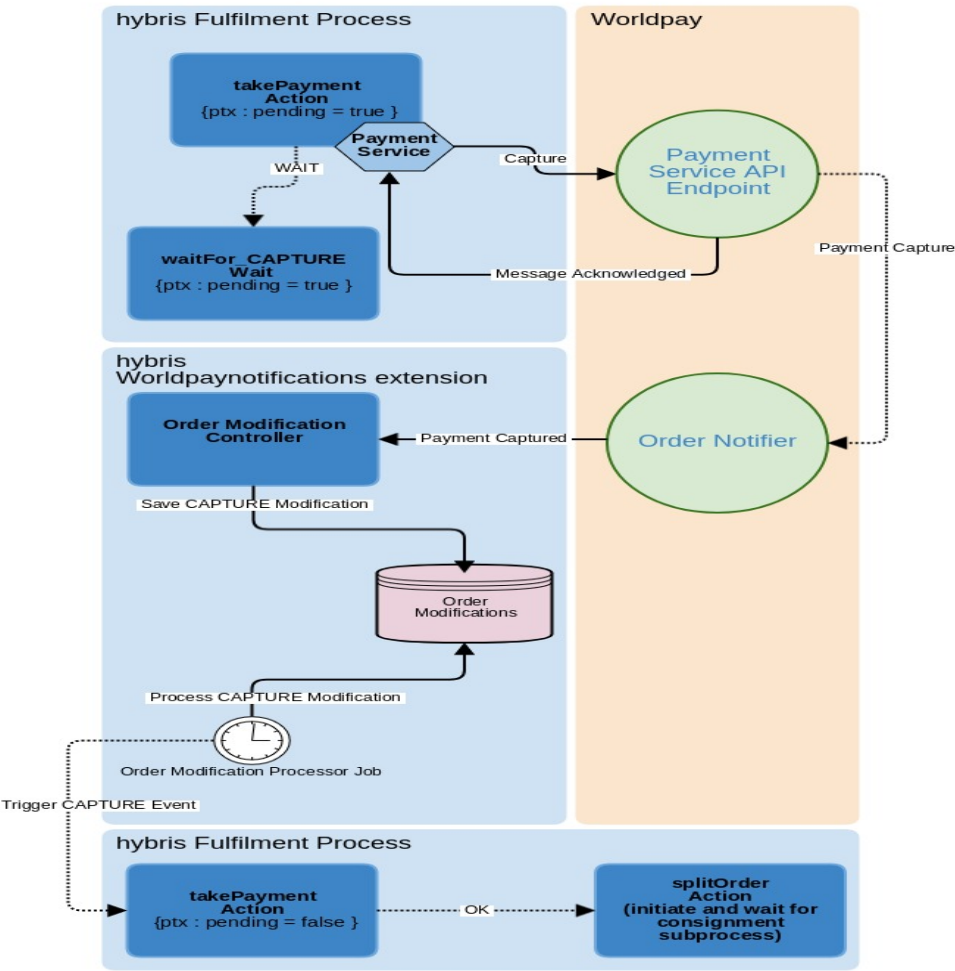 hybris Fulfilment Process
Worldpay
takePayment
Action
{ptx : pending = true }
Payment
Service
Capture
Payment
Service API
Endpoint
WAIT
Payment Capture
waitFor_CAPTURE
Wait
{ptx : pending = true }
Message Acknowledged
hybris
Worldpaynotifications extension
Order Modification
Controller
Payment Captured
Order Notifier
Save CAPTURE Modification
Order
Modifications
Process CAPTURE Modification
Order Modification Processor Job
Trigger CAPTURE Event
hybris Fulfilment Process
takePayment
Action
{ptx : pending = false }
OK
splitOrder
Action
(initiate and wait for
consignment
subprocess)